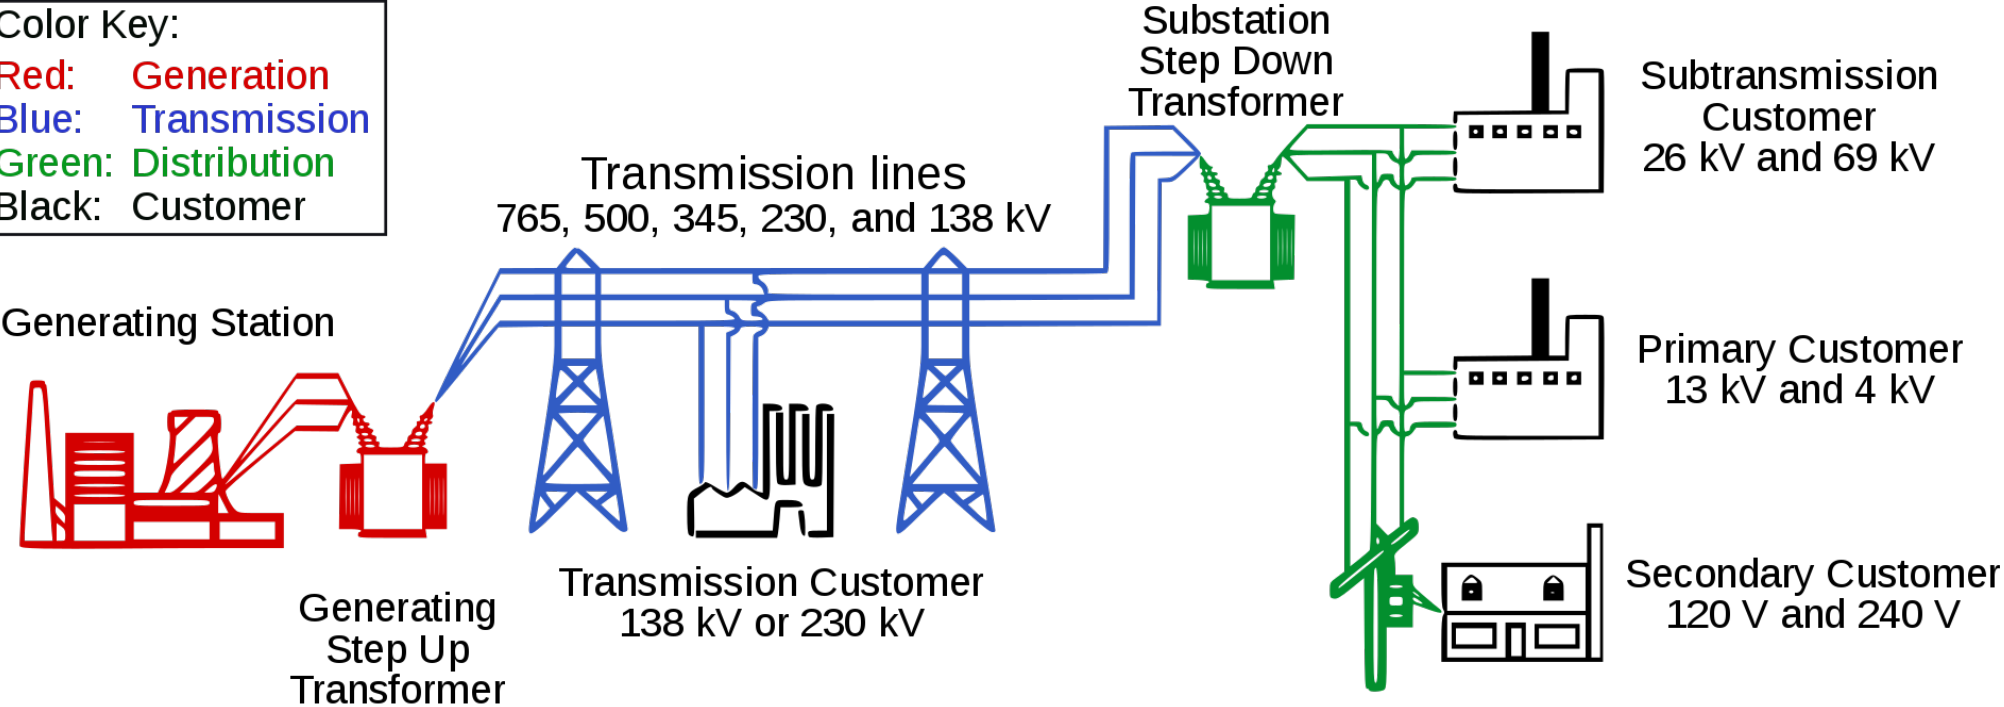 Color Key:
Red: Generation
Blue: Transmission
Green: Distribution
Black: Customer
Substation
Step Down
Transformer
Subtransmission
Customer
26 kV and 69 kV
Transmission lines
765, 500, 345, 230, and 138 kV
Generating Station
Primary Customer
13 kV and 4 kV
Transmission Customer
138 kV or 230 kV
Secondary Customer
120 V and 240 V
Generating
Step Up
Transformer